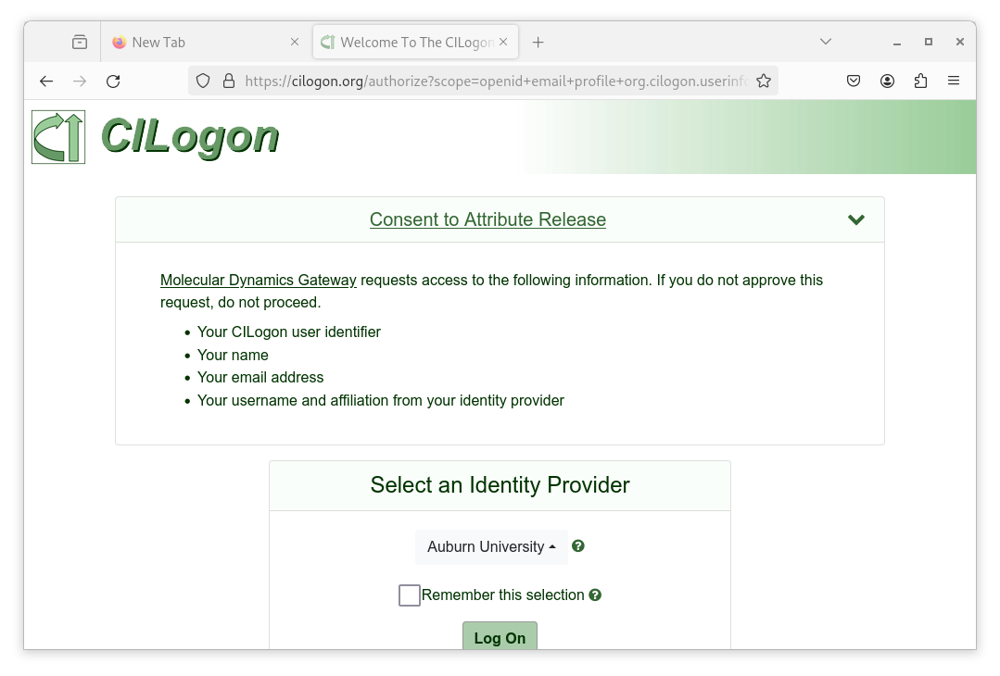 New Tab
Welcome To The CILogon
https://cilogon.org/authorize?scope=openid+email+profile+org.cilogon.userinfo
CILogon
Consent to Attribute Release
Molecular Dynamics Gateway requests access to the following information. If you do not approve this
request, do not proceed.
• Your CILogon user identifier
• Your name
• Your email address
• Your username and affiliation from your identity provider
Select an Identity Provider
Auburn University
Remember this selection
Log On